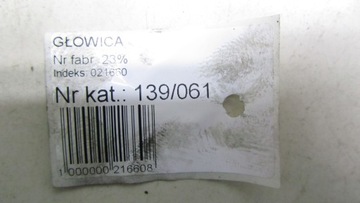 GŁOWICA
Nr fabr. 23%
Indeks: 021660
Nr kat.: 139/061
1 000000 216608